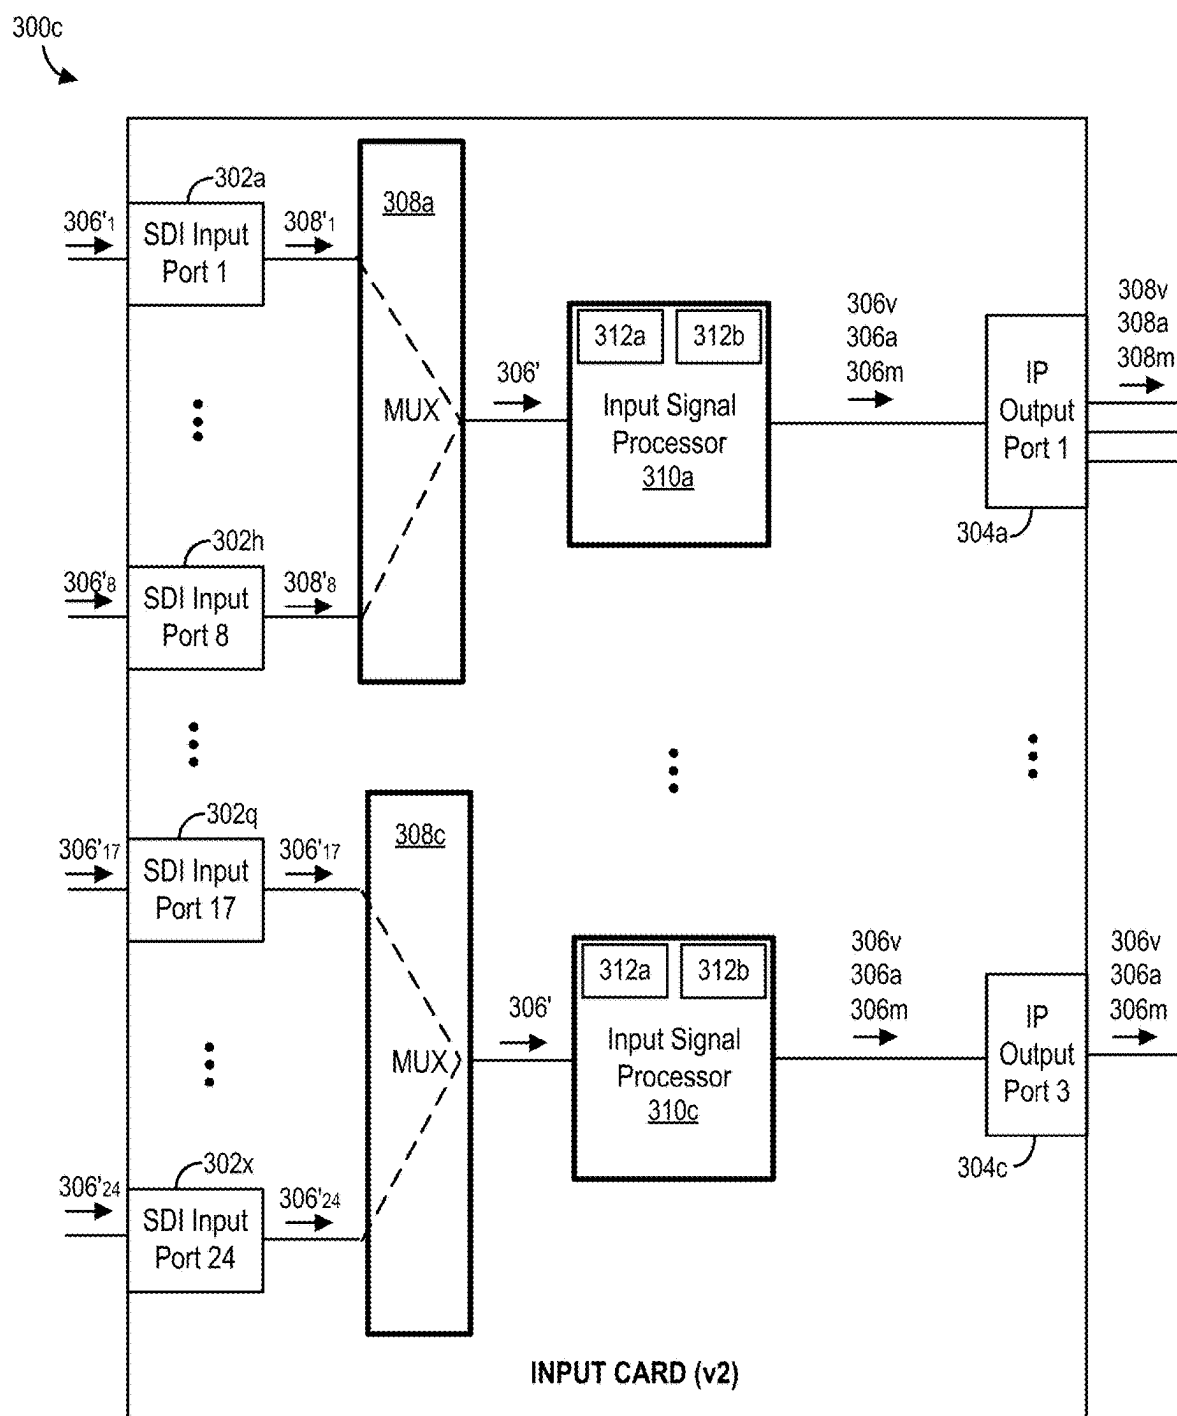 300c
302a
306'1
SDI Input
Port 1
308'1
308a
MUX
302h
306'8
SDI Input
Port 8
308'8
306'
312a
312b
Input Signal
Processor
310a
306v
306a
306m
IP
Output
Port 1
304a
308v
308a
308m
302q
306'17
SDI Input
Port 17
306'17
308c
MUX
302x
306'24
SDI Input
Port 24
306'24
306'
312a
312b
Input Signal
Processor
310c
306v
306a
306m
IP
Output
Port 3
304c
306v
306a
306m
INPUT CARD (v2)